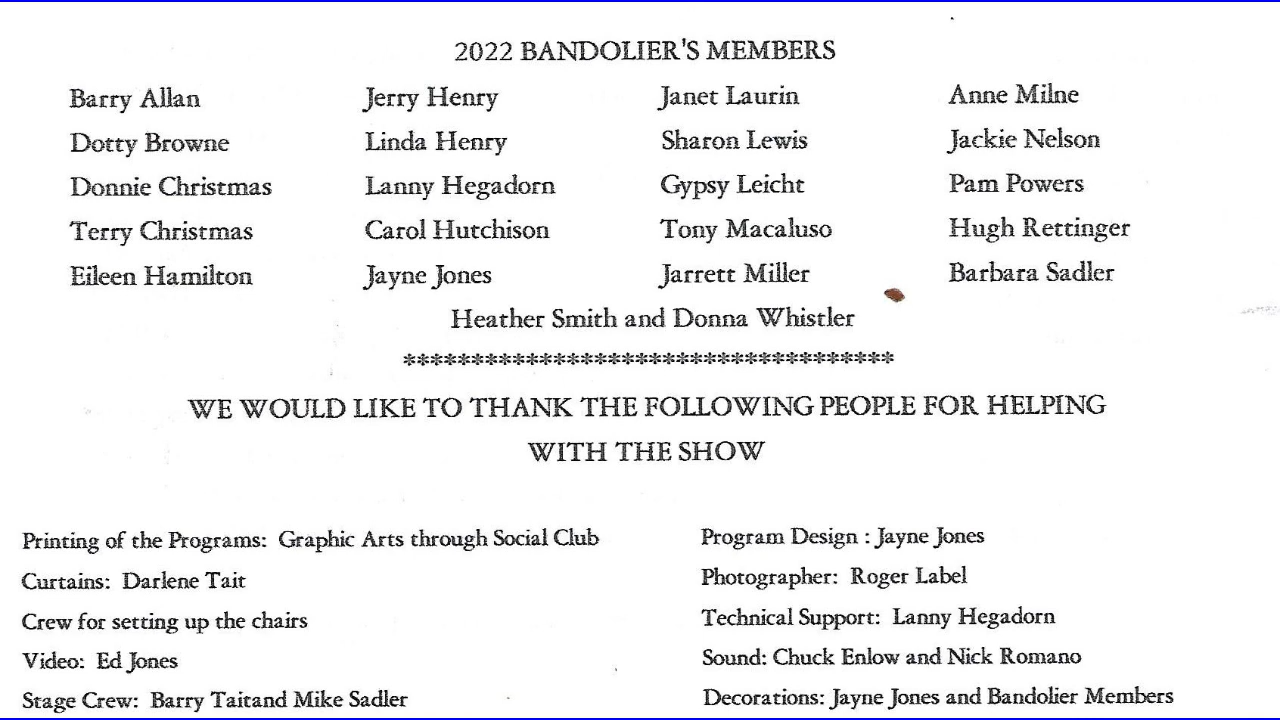 2022 BANDOLIER'S MEMBERS
Barry Allan Jerry Henry Janet Laurin Anne Milne
Dotty Browne Linda Henry Sharon Lewis Jackie Nelson
Donnie Christmas Lanny Hegadorn Gypsy Leicht Pam Powers
Terry Christmas Carol Hutchison Tony Macaluso Hugh Rettinger
Eileen Hamilton Jayne Jones Jarrett Miller Barbara Sadler
Heather Smith and Donna Whistler
************************************
WE WOULD LIKE TO THANK THE FOLLOWING PEOPLE FOR HELPING
WITH THE SHOW
Printing of the Programs: Graphic Arts through Social Club
Curtains: Darlene Tait
Crew for setting up the chairs
Video: Ed Jones
Stage Crew: Barry Taitand Mike Sadler
Program Design : Jayne Jones
Photographer: Roger Label
Technical Support: Lanny Hegadorn
Sound: Chuck Enlow and Nick Romano
Decorations: Jayne Jones and Bandolier Members